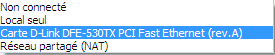 Non connecté
Local seul
Carte D-Link DFE-530TX PCI Fast Ethernet (rev.A)
Réseau partagé (NAT)